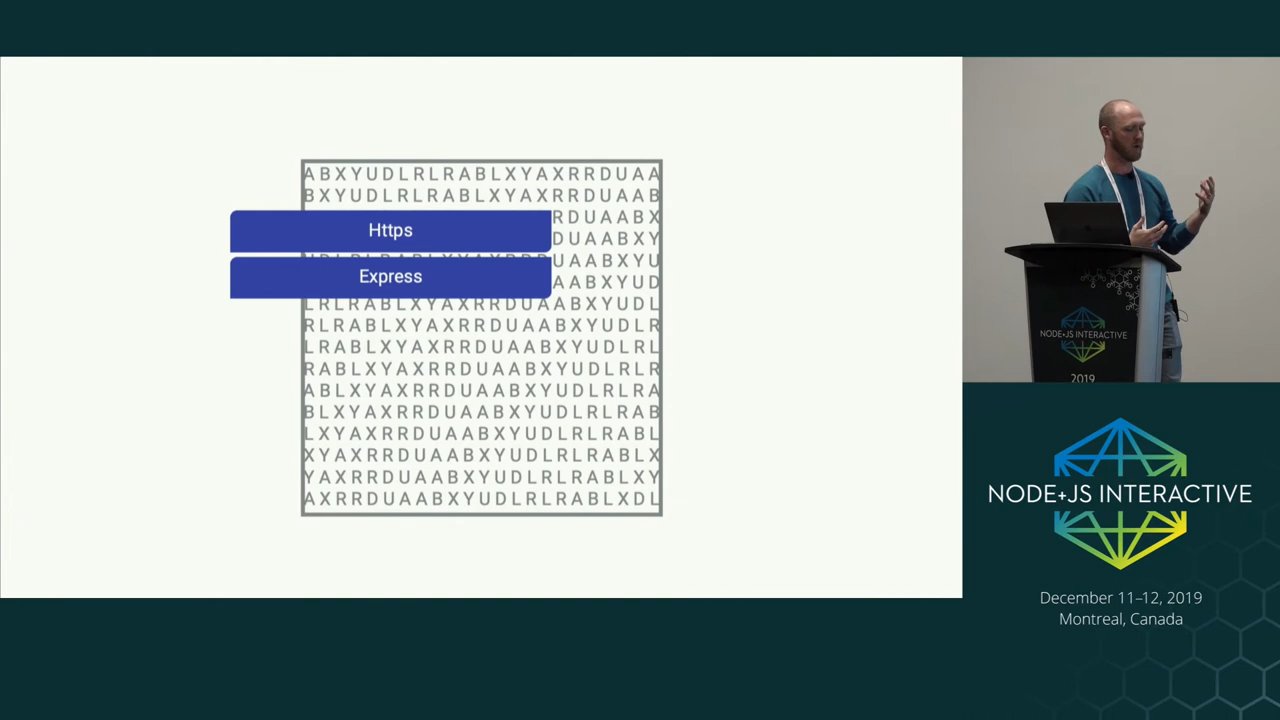 ABXYUDLRLRABLXYAXRRDUAA
BXYUDLRLRABLXYAXRRDUAAB
RDUAABX
Https
DUAABXY
UAABXYU
Express
AABXYUD
LRLRABLXYAXRRDUAABXYUDL
RLRABLXYAXRRDUAABXYUDLR
LRABLXYAXRRDUAABXYUDLRL
RABLXYAXRRDUAABXYUDLRLR
ABLXYAXRRDUAABXYUDLRLRA
BLXYAXRRDUAABXYUDLRLRAB
LXYAXRRDUAABXYUDLRLRABL
XYAXRRDUAABXYUDLRLRABLX
YAXRRDUAABXYUDLRLRABLXY
AXRRDUAABXYUDLRLRABLXDL
NODE+JS INTERACTIVE
2019
NODE+JS INTERACTIVE
December 11–12, 2019
Montreal, Canada